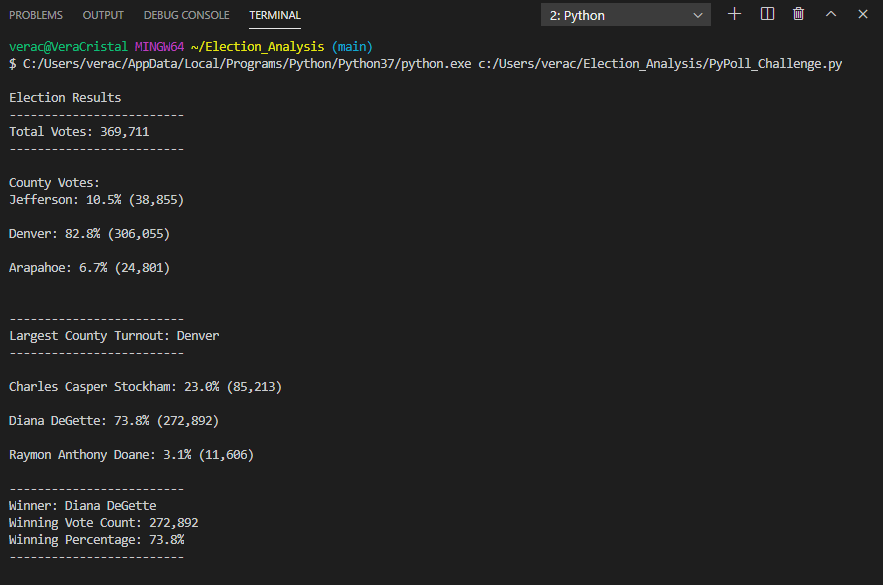 PROBLEMS OUTPUT DEBUG CONSOLE TERMINAL 2: Python
verac@VeraCristal MINGW64 ~/Election_Analysis (main)
$ C:/Users/verac/AppData/Local/Programs/Python/Python37/python.exe c:/Users/verac/Election_Analysis/PyPoll_Challenge.py
Election Results
-------------------------
Total Votes: 369,711
-------------------------
County Votes:
Jefferson: 10.5% (38,855)
Denver: 82.8% (306,055)
Arapahoe: 6.7% (24,801)
-------------------------
Largest County Turnout: Denver
-------------------------
Charles Casper Stockham: 23.0% (85,213)
Diana DeGette: 73.8% (272,892)
Raymon Anthony Doane: 3.1% (11,606)
-------------------------
Winner: Diana DeGette
Winning Vote Count: 272,892
Winning Percentage: 73.8%
-------------------------